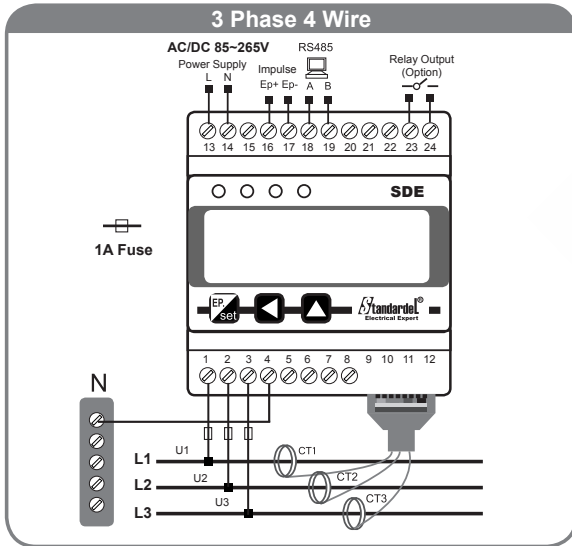 3 Phase 4 Wire
AC/DC 85~265V
Power Supply
L N
Impulse
Ep+ Ep-
RS485
A B
Relay Output
(Option)
13 14 15 16 17 18 19 20 21 22 23 24
SDE
1A Fuse
EP. set
Standardel®
Electrical Expert
1 2 3 4 5 6 7 8 9 10 11 12
N
U1
CT1
L1
U2
CT2
L2
U3
CT3
L3